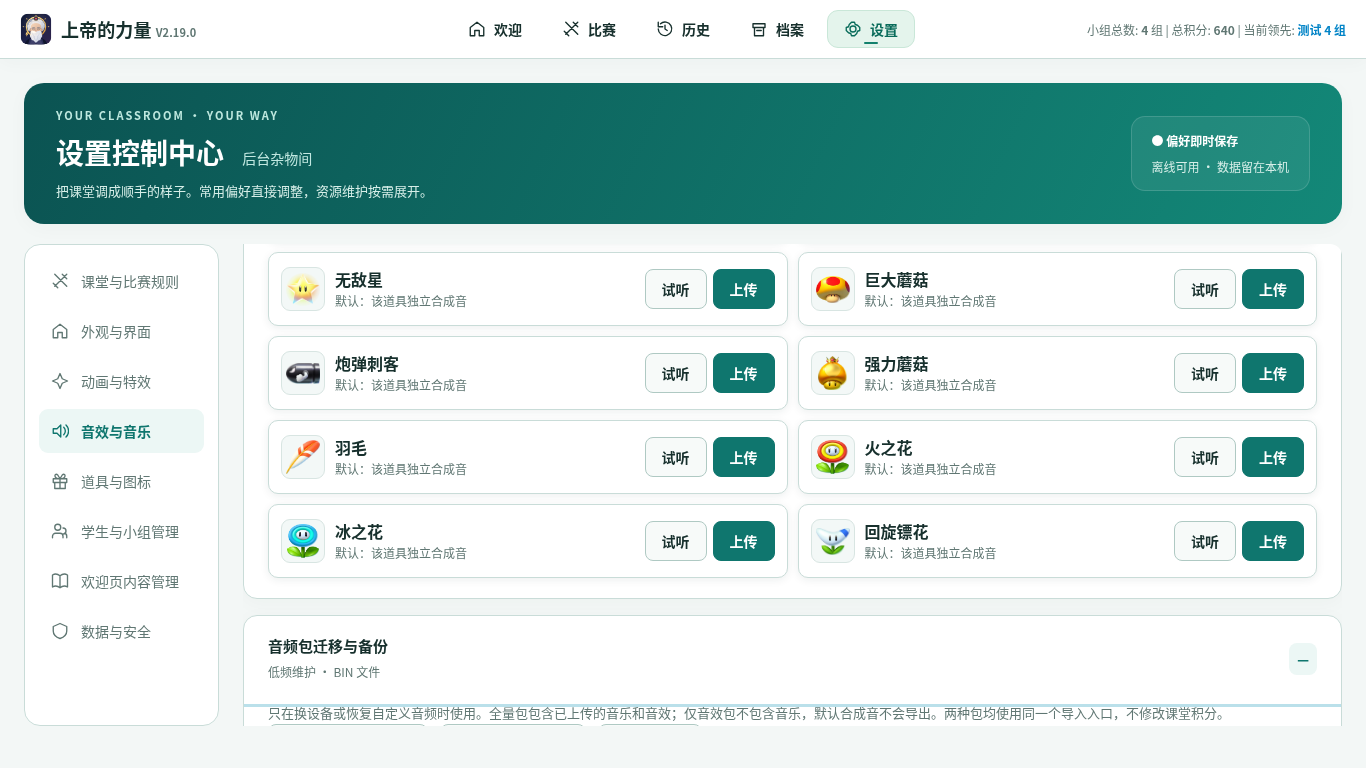 上帝的力量 V2.19.0
欢迎
比赛
历史
档案
设置
小组总数: 4 组 | 总积分: 640 | 当前领先: 测试 4 组
YOUR CLASSROOM • YOUR WAY
设置控制中心 后台杂物间
把课堂调成顺手的样子。常用偏好直接调整，资源维护按需展开。
偏好即时保存
离线可用 • 数据留在本机
课堂与比赛规则
外观与界面
动画与特效
音效与音乐
道具与图标
学生与小组管理
欢迎页内容管理
数据与安全
无敌星
默认：该道具独立合成音
试听
上传
巨大蘑菇
默认：该道具独立合成音
试听
上传
炮弹刺客
默认：该道具独立合成音
试听
上传
强力蘑菇
默认：该道具独立合成音
试听
上传
羽毛
默认：该道具独立合成音
试听
上传
火之花
默认：该道具独立合成音
试听
上传
冰之花
默认：该道具独立合成音
试听
上传
回旋镖花
默认：该道具独立合成音
试听
上传
音频包迁移与备份
低频维护 • BIN 文件
只在换设备或恢复自定义音频时使用。全量包包含已上传的音乐和音效；仅音效包不包含音乐，默认合成音不会导出。两种包均使用同一个导入入口，不修改课堂积分。